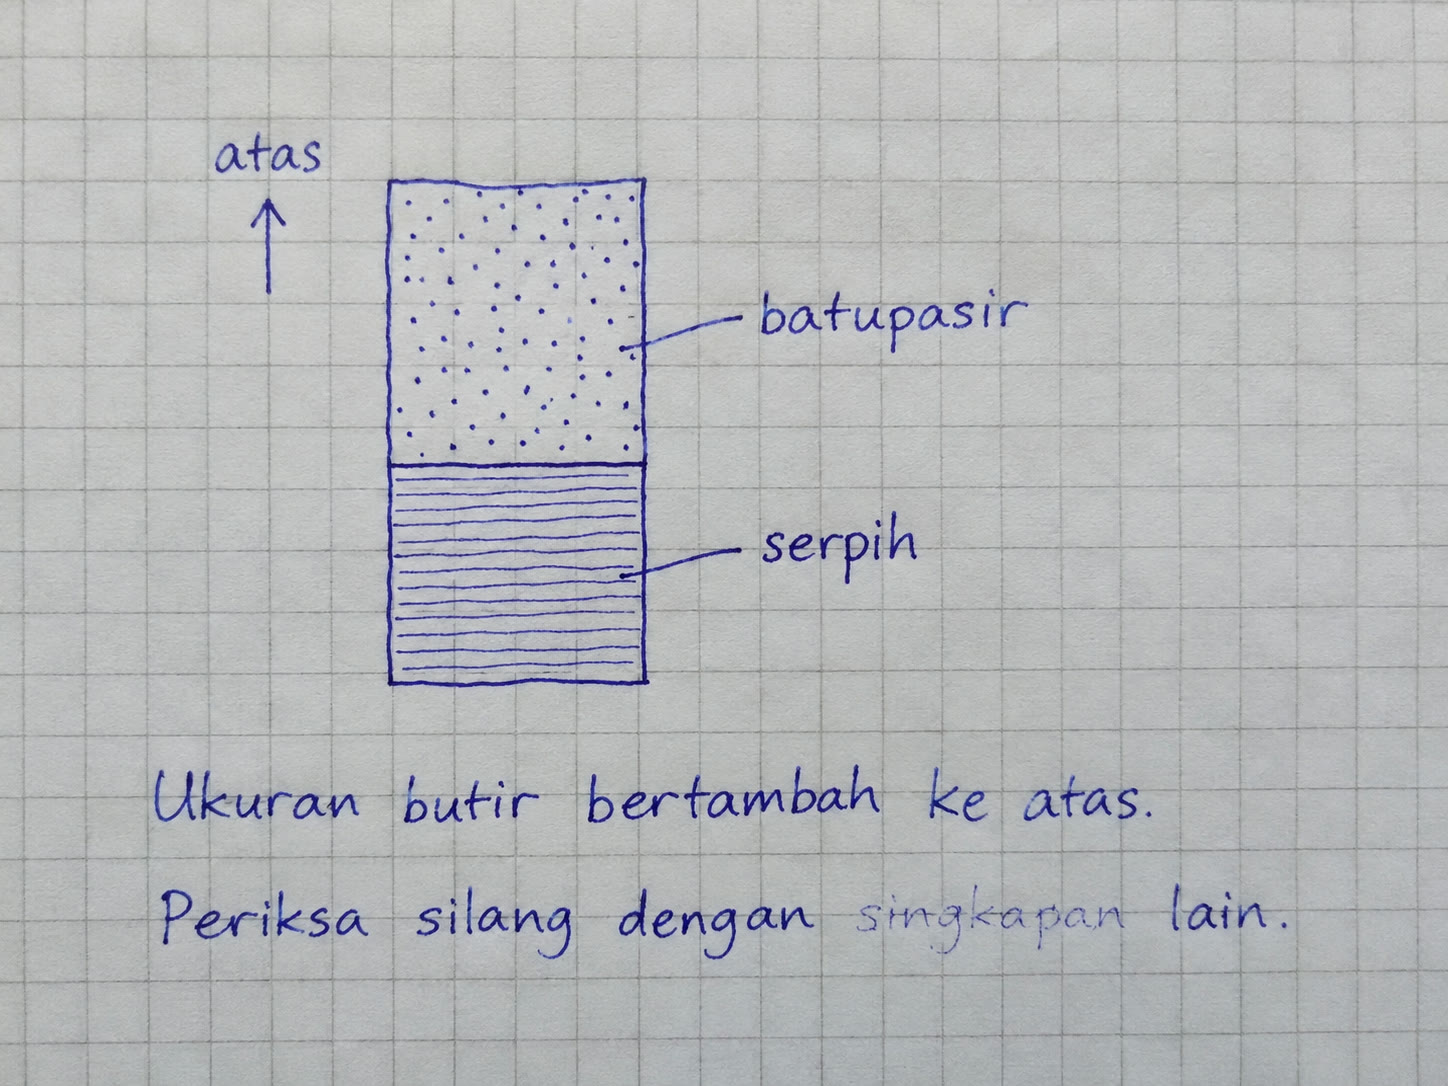 atas
batupasir
serpih
Ukuran butir bertambah ke atas.
Periksa silang dengan singkapan lain.